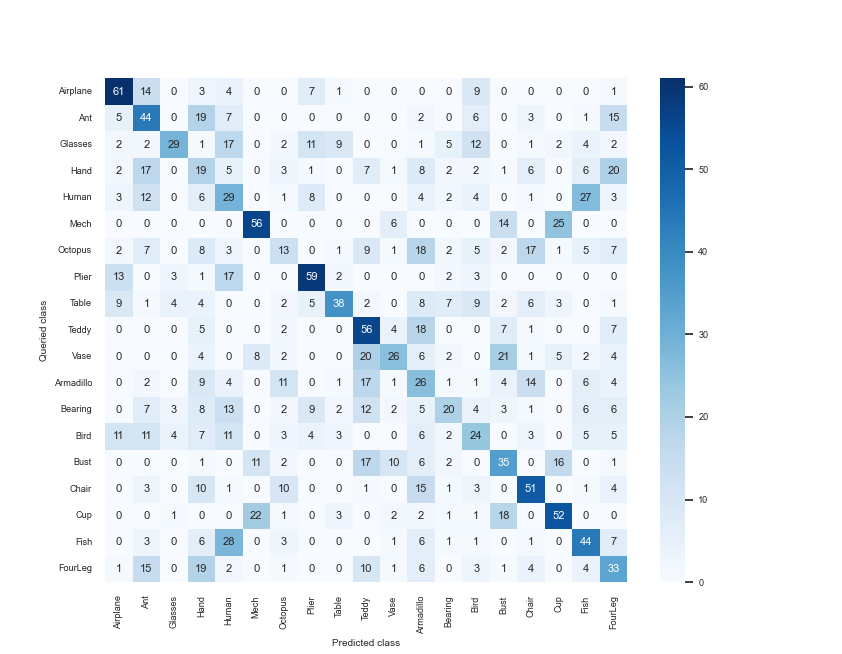 Airplane 61 14 0 3 4 0 0 7 1 0 0 0 0 9 0 0 0 0 1
Ant 5 44 0 19 7 0 0 0 0 0 0 2 0 6 0 3 0 1 15
Glasses 2 2 29 1 17 0 2 11 9 0 0 1 5 12 0 1 2 4 2
Hand 2 17 0 19 5 0 3 1 0 7 1 8 2 2 1 6 0 6 20
Human 3 12 0 6 29 0 1 8 0 0 0 4 2 4 0 1 0 27 3
Mech 0 0 0 0 0 56 0 0 0 0 6 0 0 0 14 0 25 0 0
Octopus 2 7 0 8 3 0 13 0 1 9 1 18 2 5 2 17 1 5 7
Plier 13 0 3 1 17 0 0 59 2 0 0 0 2 3 0 0 0 0 0
Table 9 1 4 4 0 0 2 5 38 2 0 8 7 9 2 6 3 0 1
Teddy 0 0 0 5 0 0 2 0 0 56 4 18 0 0 7 1 0 0 7
Vase 0 0 0 4 0 8 2 0 0 20 26 6 2 0 21 1 5 2 4
Armadillo 0 2 0 9 4 0 11 0 1 17 1 26 1 1 4 14 0 6 4
Bearing 0 7 3 8 13 0 2 9 2 12 2 5 20 4 3 1 0 6 6
Bird 11 11 4 7 11 0 3 4 3 0 0 6 2 24 0 3 0 5 5
Bust 0 0 0 1 0 11 2 0 0 17 10 6 2 0 35 0 16 0 1
Chair 0 3 0 10 1 0 10 0 0 1 0 15 1 3 0 51 0 1 4
Cup 0 0 1 0 0 22 1 0 3 0 2 2 1 1 18 0 52 0 0
Fish 0 3 0 6 28 0 3 0 0 0 1 6 1 1 0 1 0 44 7
FourLeg 1 15 0 19 2 0 1 0 0 10 1 6 0 3 1 4 0 4 33
Queried class
Airplane Ant Glasses Hand Human Mech Octopus Plier Table Teddy Vase Armadillo Bearing Bird Bust Chair Cup Fish FourLeg
Predicted class
60
50
40
30
20
10
0